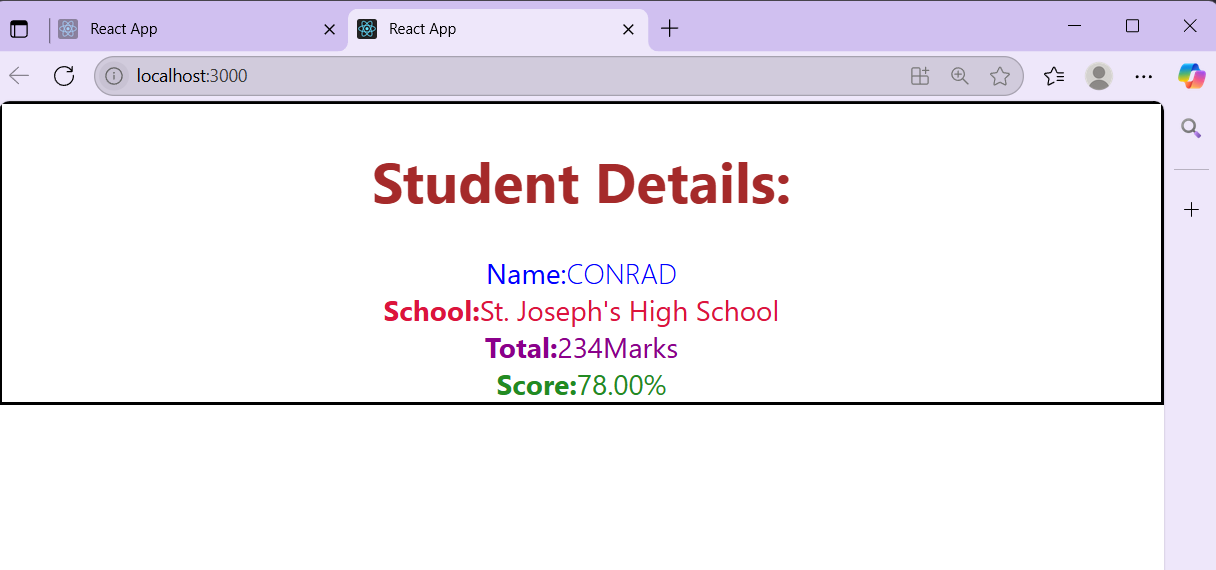 React App
React App
localhost:3000
Student Details:
Name:CONRAD
School:St. Joseph's High School
Total:234Marks
Score:78.00%